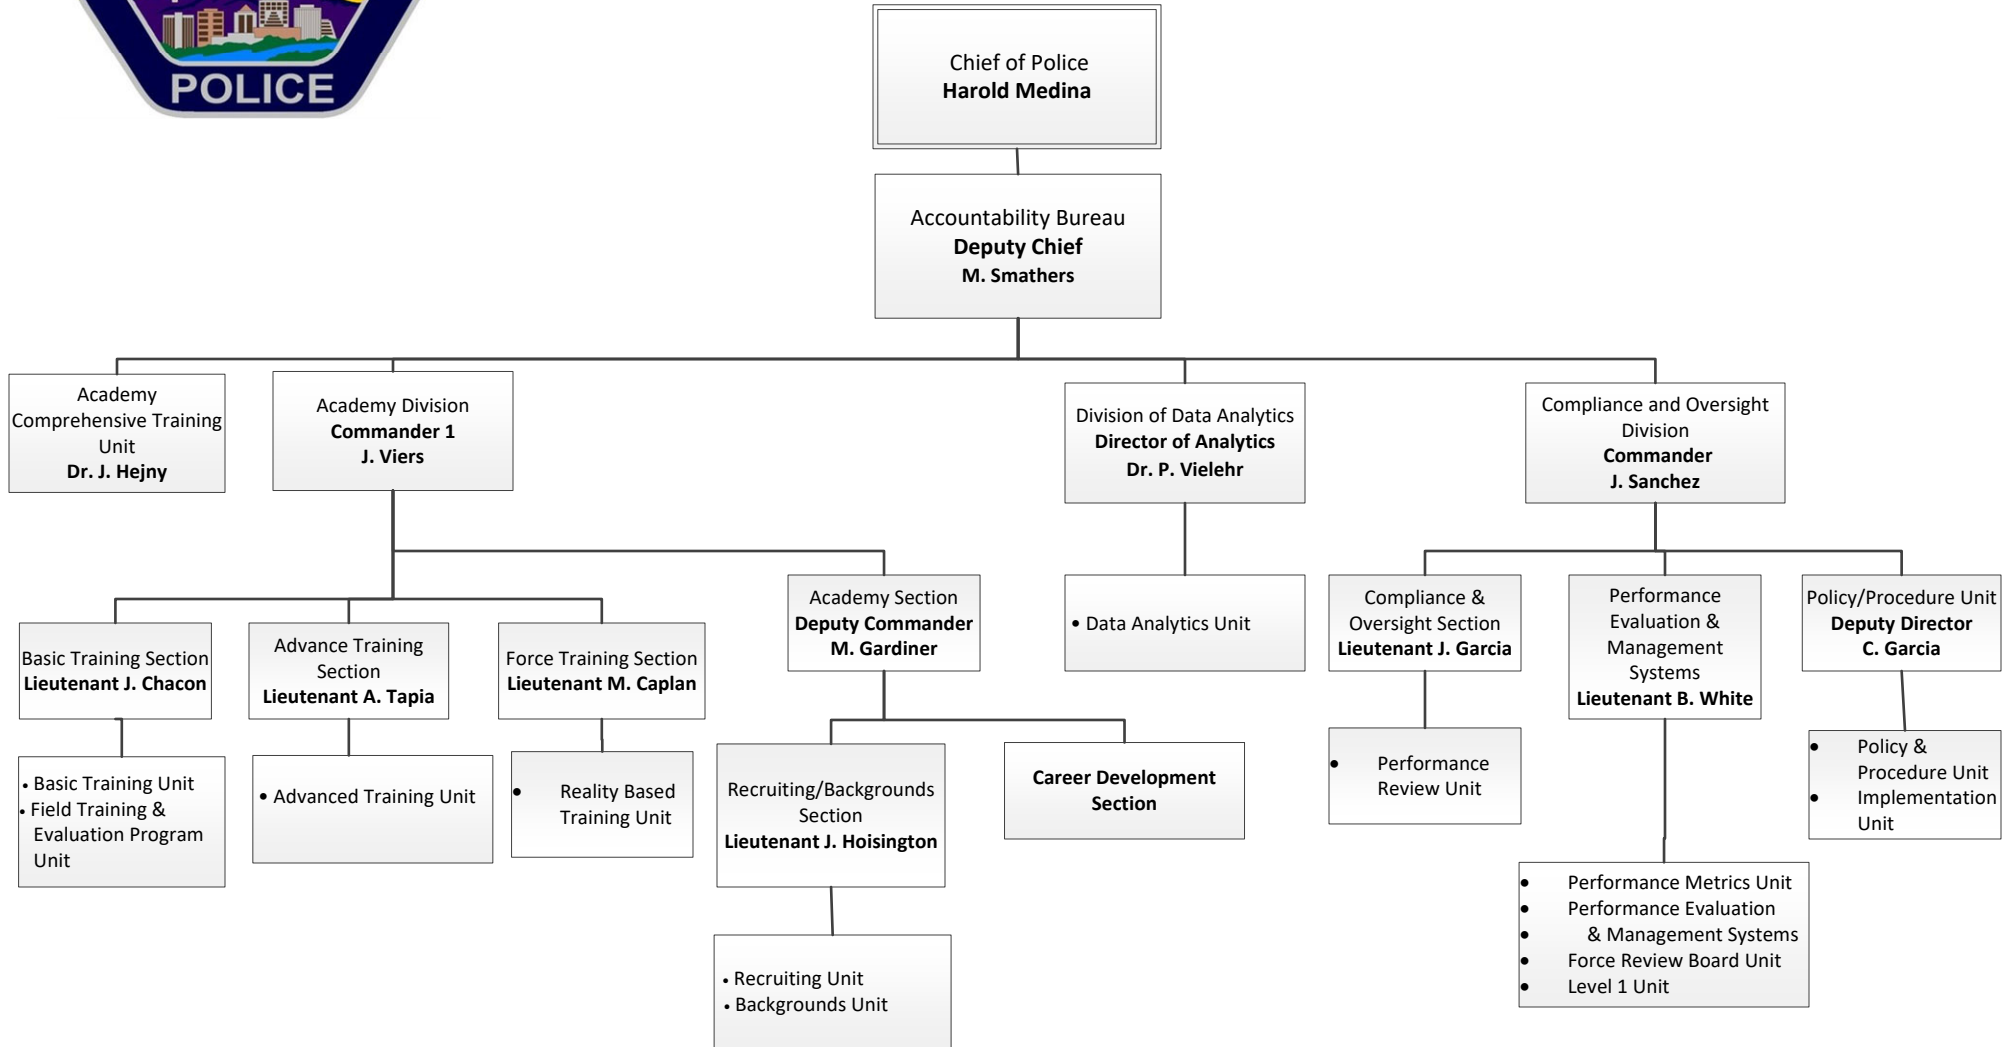 POLICE
Chief of Police
Harold Medina
Accountability Bureau
Deputy Chief
M. Smathers
Academy
Comprehensive Training
Unit
Dr. J. Hejny
Academy Division
Commander 1
J. Viers
Division of Data Analytics
Director of Analytics
Dr. P. Vielehr
Compliance and Oversight
Division
Commander
J. Sanchez
Basic Training Section
Lieutenant J. Chacon
Advance Training
Section
Lieutenant A. Tapia
Force Training Section
Lieutenant M. Caplan
Academy Section
Deputy Commander
M. Gardiner
• Data Analytics Unit
Compliance &
Oversight Section
Lieutenant J. Garcia
Performance
Evaluation &
Management
Systems
Lieutenant B. White
Policy/Procedure Unit
Deputy Director
C. Garcia
• Basic Training Unit
• Field Training &
Evaluation Program
Unit
• Advanced Training Unit
• Reality Based
Training Unit
Recruiting/Backgrounds
Section
Lieutenant J. Hoisington
Career Development
Section
• Performance
Review Unit
• Policy &
Procedure Unit
• Implementation
Unit
• Recruiting Unit
• Backgrounds Unit
• Performance Metrics Unit
• Performance Evaluation
• & Management Systems
• Force Review Board Unit
• Level 1 Unit